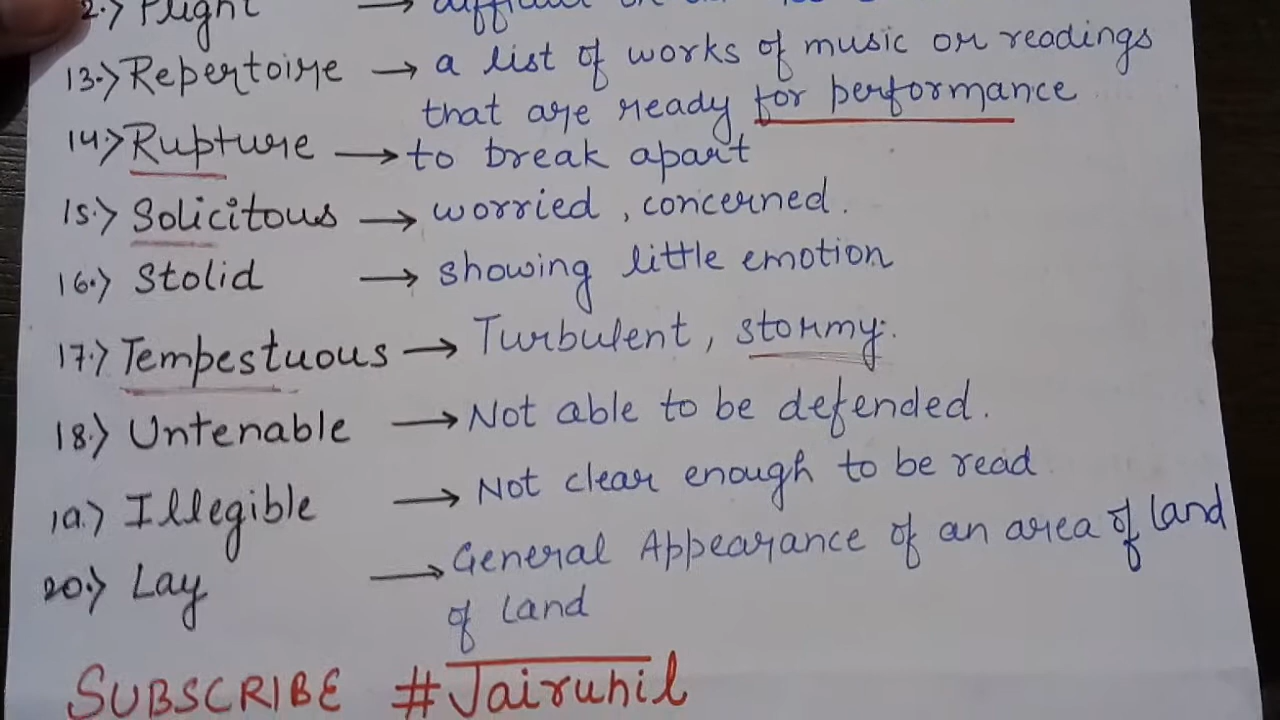 2.) Plight → difficult
13.) Repertoire → a list of works of music or readings
that are ready for performance
14.) Rupture → to break apart
15.) Solicitous → worried, concerned.
16.) Stolid → showing little emotion
17.) Tempestuous → Turbulent, stormy.
18.) Untenable → Not able to be defended.
19.) Illegible → Not clear enough to be read
20.) Lay → General Appearance of an area of land
of land
SUBSCRIBE #Jairuhil